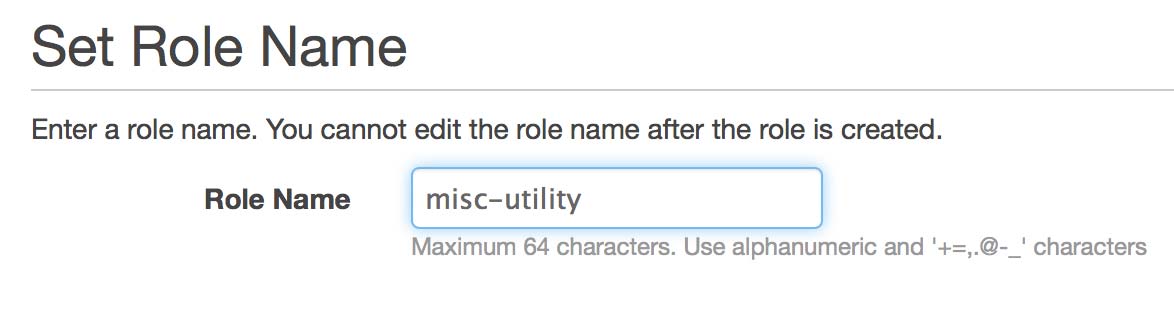 Set Role Name
Enter a role name. You cannot edit the role name after the role is created.
Role Name misc-utility
Maximum 64 characters. Use alphanumeric and '+=,.@-_' characters